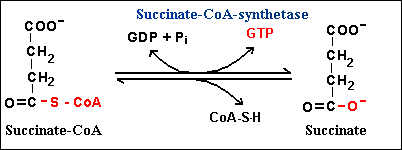 Succinate-CoA-synthetase
GDP + Pi
GTP
COO⁻
CH₂
CH₂
O=C-S - CoA
Succinate-CoA
CoA-S-H
COO⁻
CH₂
CH₂
O=C-O⁻
Succinate